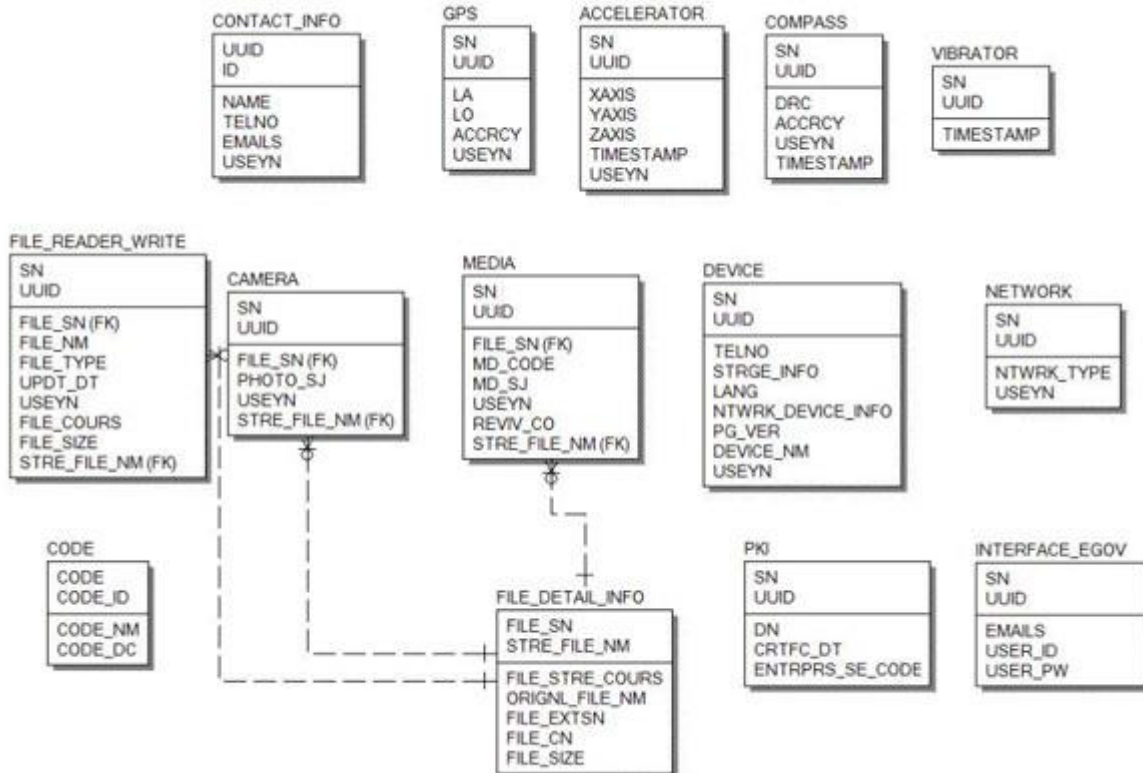 CONTACT_INFO
UUID
ID
NAME
TELNO
EMAILS
USEYN
GPS
SN
UUID
LA
LO
ACCRCY
USEYN
ACCELERATOR
SN
UUID
XAXIS
YAXIS
ZAXIS
TIMESTAMP
USEYN
COMPASS
SN
UUID
DRC
ACCRCY
USEYN
TIMESTAMP
VIBRATOR
SN
UUID
TIMESTAMP
FILE_READER_WRITE
SN
UUID
FILE_SN (FK)
FILE_NM
FILE_TYPE
UPDT_DT
USEYN
FILE_COURS
FILE_SIZE
STRE_FILE_NM (FK)
CAMERA
SN
UUID
FILE_SN (FK)
PHOTO_SJ
USEYN
STRE_FILE_NM (FK)
MEDIA
SN
UUID
FILE_SN (FK)
MD_CODE
MD_SJ
USEYN
REVIV_CO
STRE_FILE_NM (FK)
DEVICE
SN
UUID
TELNO
STRGE_INFO
LANG
NTWRK_DEVICE_INFO
PG_VER
DEVICE_NM
USEYN
NETWORK
SN
UUID
NTWRK_TYPE
USEYN
CODE
CODE
CODE_ID
CODE_NM
CODE_DC
FILE_DETAIL_INFO
FILE_SN
STRE_FILE_NM
FILE_STRE_COURS
ORIGNL_FILE_NM
FILE_EXTSN
FILE_CN
FILE_SIZE
PKI
SN
UUID
DN
CRTFC_DT
ENTRPRS_SE_CODE
INTERFACE_EGOV
SN
UUID
EMAILS
USER_ID
USER_PW